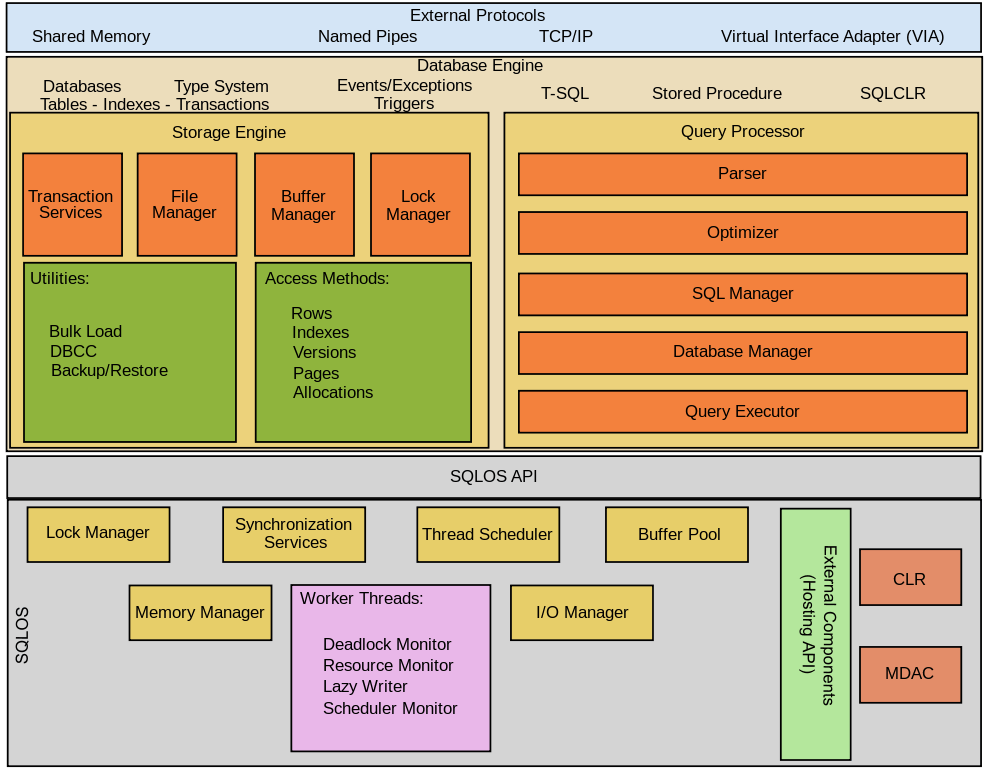 External Protocols
Shared Memory Named Pipes TCP/IP Virtual Interface Adapter (VIA)
Database Engine
Databases Type System
Tables - Indexes - Transactions
Events/Exceptions
Triggers
T-SQL Stored Procedure SQLCLR
Storage Engine
Transaction
Services
File
Manager
Buffer
Manager
Lock
Manager
Utilities:
Bulk Load
DBCC
Backup/Restore
Access Methods:
Rows
Indexes
Versions
Pages
Allocations
Query Processor
Parser
Optimizer
SQL Manager
Database Manager
Query Executor
SQLOS API
SQLOS
Lock Manager
Synchronization
Services
Thread Scheduler
Buffer Pool
Memory Manager
Worker Threads:
Deadlock Monitor
Resource Monitor
Lazy Writer
Scheduler Monitor
I/O Manager
External Components
(Hosting API)
CLR
MDAC